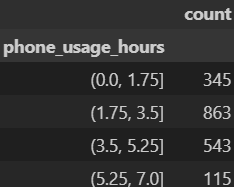 count
phone_usage_hours
(0.0, 1.75] 345
(1.75, 3.5] 863
(3.5, 5.25] 543
(5.25, 7.0] 115